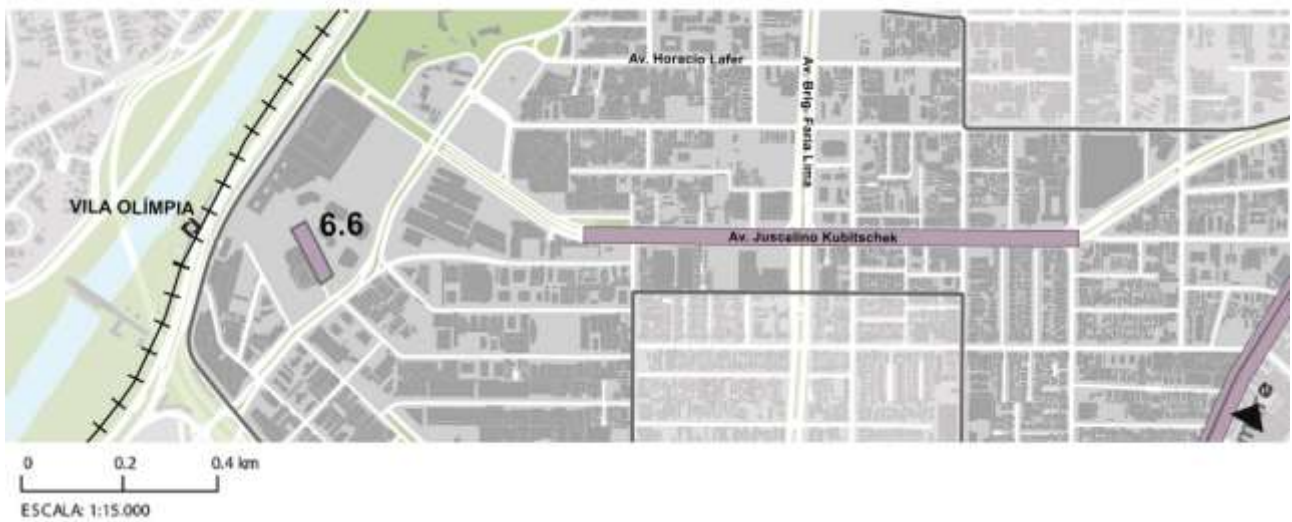 Av. Horacio Lafer
Av. Brig. Faria Lima
VILA OLÍMPIA
6.6
Av. Juscalino Kubitschek
0 0.2 0.4 km
ESCALA: 1:15.000